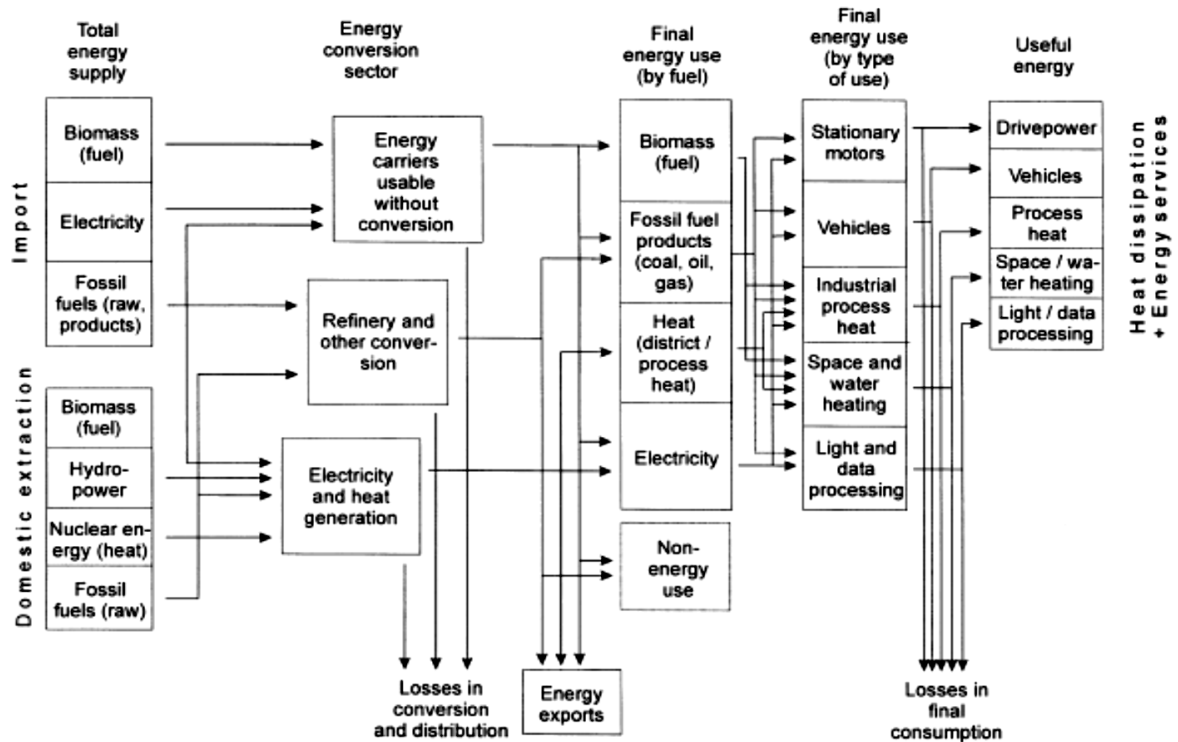 Total
energy
supply
Energy
conversion
sector
Final
energy use
(by fuel)
Final
energy use
(by type
of use)
Useful
energy
Import
Biomass
(fuel)
Electricity
Fossil
fuels (raw,
products)
Domestic extraction
Biomass
(fuel)
Hydro-
power
Nuclear en-
ergy (heat)
Fossil
fuels (raw)
Energy
carriers
usable
without
conversion
Refinery and
other conver-
sion
Electricity
and heat
generation
Losses in
conversion
and distribution
Energy
exports
Biomass
(fuel)
Fossil fuel
products
(coal, oil,
gas)
Heat
(district /
process
heat)
Electricity
Non-
energy
use
Stationary
motors
Vehicles
Industrial
process
heat
Space and
water
heating
Light and
data
processing
Drivepower
Vehicles
Process
heat
Space / wa-
ter heating
Light / data
processing
Losses in
final
consumption
Heat dissipation
+ Energy services